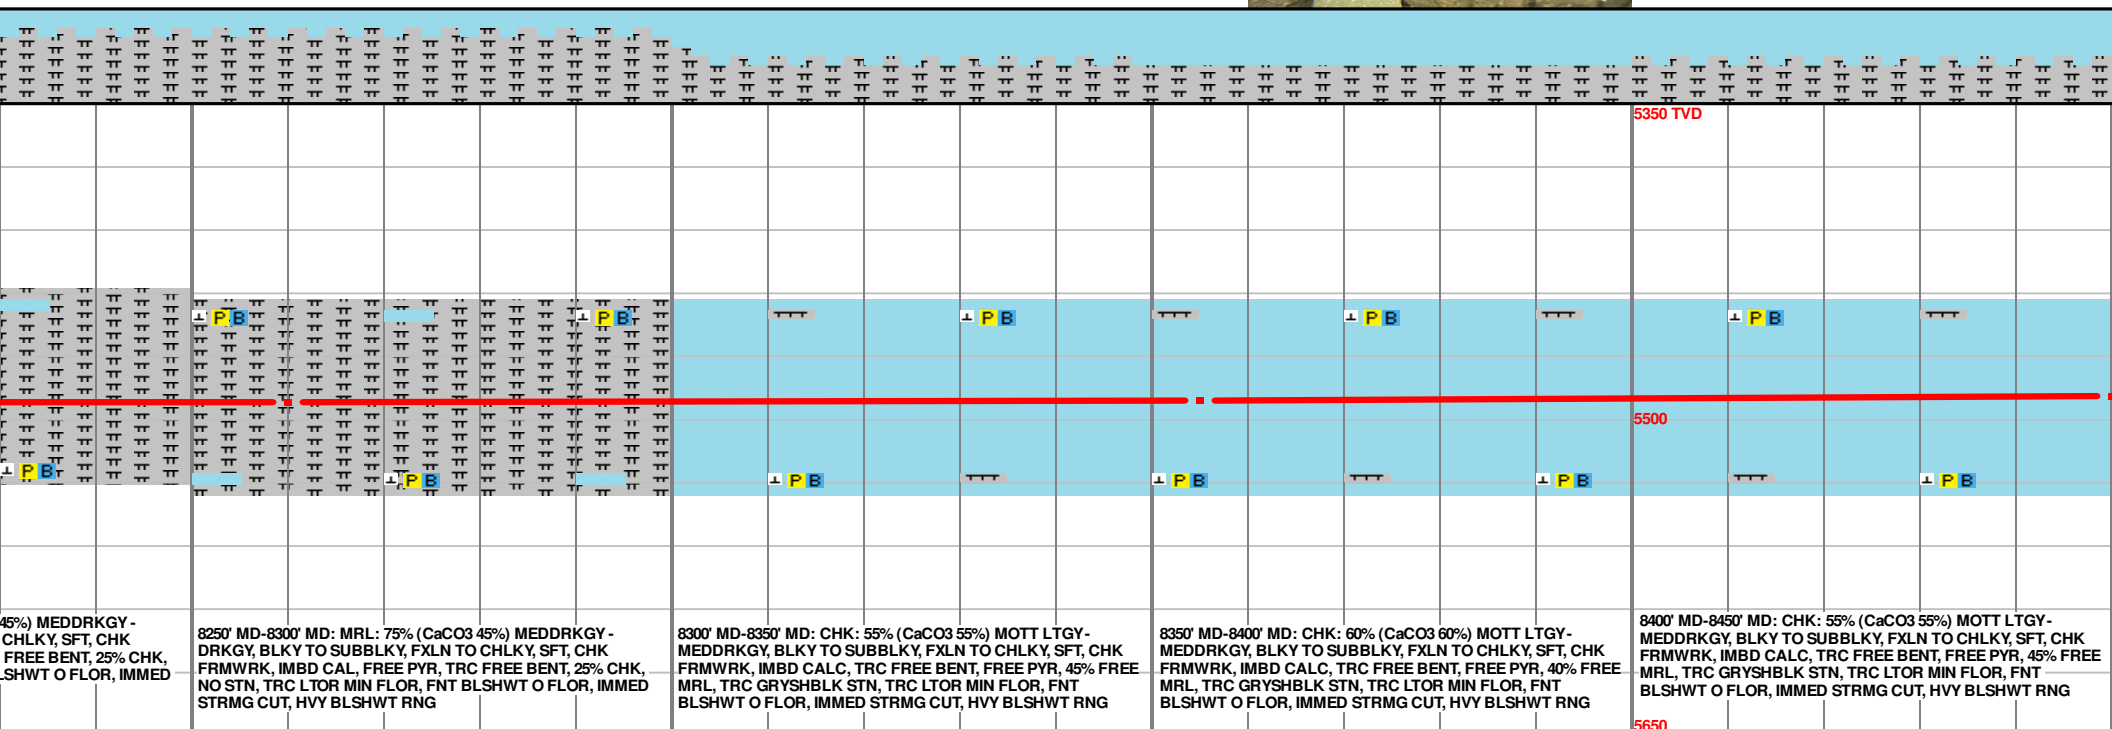 5350 TVD
P B
P B
P B
P B
P B
P B
5500
P B
P B
P B
P B
P B
P B
45%) MEDDRKGY -
CHLKY, SFT, CHK
FREE BENT, 25% CHK,
LSHWT O FLOR, IMMED
8250' MD-8300' MD: MRL: 75% (CaCO3 45%) MEDDRKGY -
DRKGY, BLKY TO SUBBLKY, FXLN TO CHLKY, SFT, CHK
FRMWRK, IMBD CAL, FREE PYR, TRC FREE BENT, 25% CHK,
NO STN, TRC LTOR MIN FLOR, FNT BLSHWT O FLOR, IMMED
STRMG CUT, HVY BLSHWT RNG
8300' MD-8350' MD: CHK: 55% (CaCO3 55%) MOTT LTGY-
MEDDRKGY, BLKY TO SUBBLKY, FXLN TO CHLKY, SFT, CHK
FRMWRK, IMBD CALC, TRC FREE BENT, FREE PYR, 45% FREE
MRL, TRC GRYSHBLK STN, TRC LTOR MIN FLOR, FNT
BLSHWT O FLOR, IMMED STRMG CUT, HVY BLSHWT RNG
8350' MD-8400' MD: CHK: 60% (CaCO3 60%) MOTT LTGY-
MEDDRKGY, BLKY TO SUBBLKY, FXLN TO CHLKY, SFT, CHK
FRMWRK, IMBD CALC, TRC FREE BENT, FREE PYR, 40% FREE
MRL, TRC GRYSHBLK STN, TRC LTOR MIN FLOR, FNT
BLSHWT O FLOR, IMMED STRMG CUT, HVY BLSHWT RNG
8400' MD-8450' MD: CHK: 55% (CaCO3 55%) MOTT LTGY-
MEDDRKGY, BLKY TO SUBBLKY, FXLN TO CHLKY, SFT, CHK
FRMWRK, IMBD CALC, TRC FREE BENT, FREE PYR, 45% FREE
MRL, TRC GRYSHBLK STN, TRC LTOR MIN FLOR, FNT
BLSHWT O FLOR, IMMED STRMG CUT, HVY BLSHWT RNG
5650